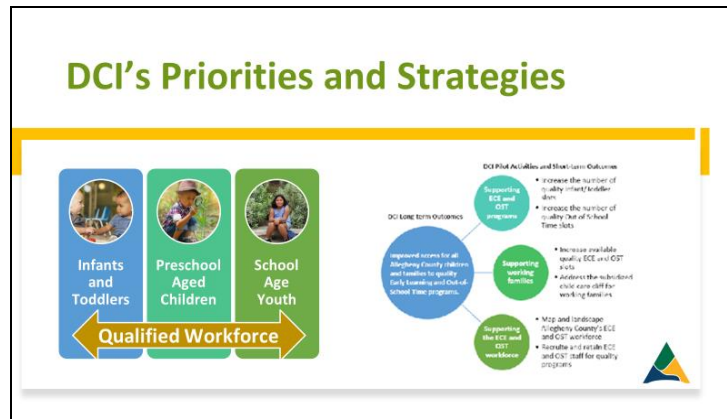 DCI's Priorities and Strategies
Infants
and
Toddlers
Preschool
Aged
Children
School
Age
Youth
Qualified Workforce
DCI Pilot Activities and Short-term Outcomes
DCI Long term Outcomes
Improved access for all
Allegheny County children
and families to quality
Early Learning and Out-of-
School Time programs.
Supporting
ECE and
OST
programs
• Increase the number of
quality infant/toddler
slots
• Increase the number of
quality Out of School
Time slots
Supporting
working
families
• Increase available
quality ECE and OST
slots
• Address the subsidized
child care cliff for
working families
Supporting
the ECE and
OST
workforce
• Map and landscape
Allegheny County's ECE
and OST workforce
• Recruite and retain ECE
and OST staff for quality
programs